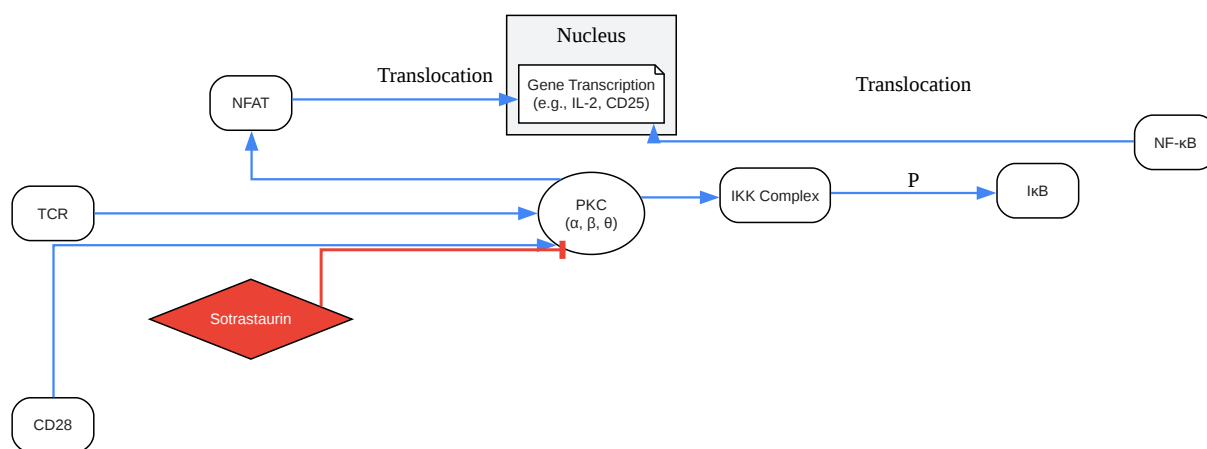 Nucleus
Translocation
Gene Transcription
(e.g., IL-2, CD25)
Translocation
NFAT
NF-κB
TCR
PKC
(α, β, θ)
IKK Complex
P
IκB
Sotrastaurin
CD28